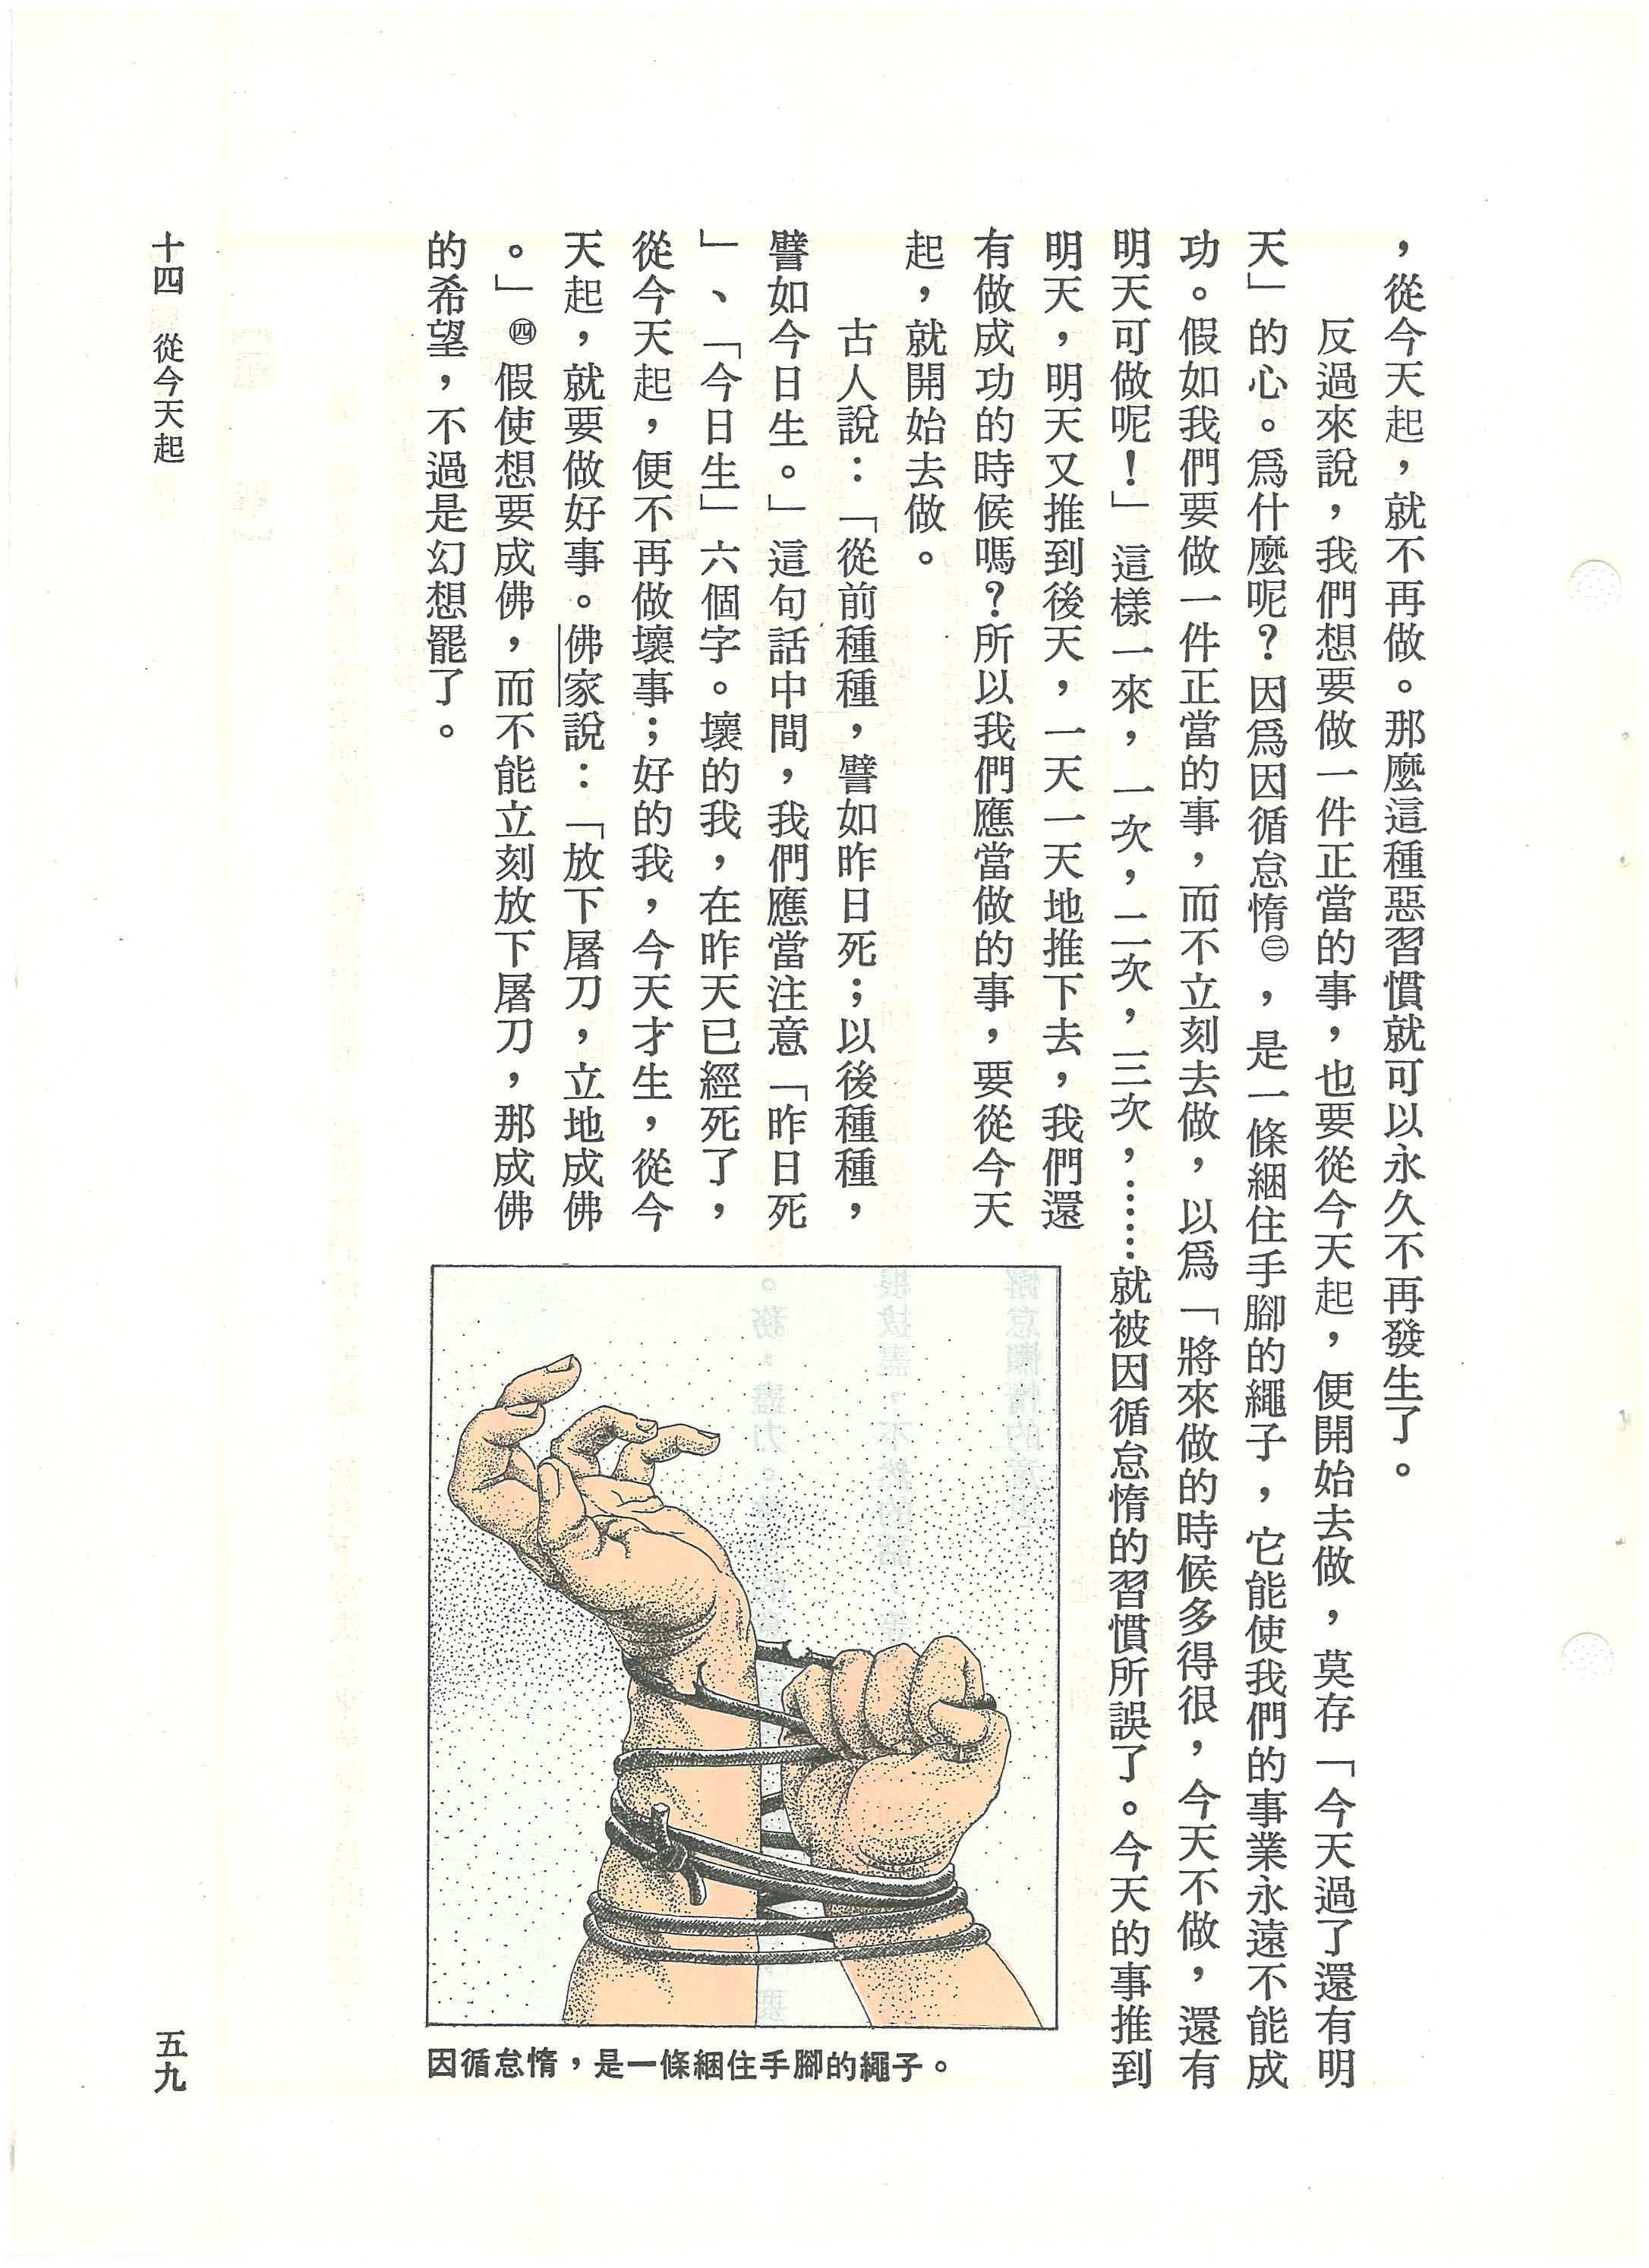 ，從今天起，就不再做。那麼這種惡習慣就可以永久不再發生了。
反過來說，我們想要做一件正當的事，也要從今天起，便開始去做，莫存「今天過了還有明
天」的心。爲什麼呢？因爲因循怠惰㊂，是一條綑住手腳的繩子，它能使我們的事業永遠不能成
功。假如我們要做一件正當的事，而不立刻去做，以爲「將來做的時候多得很，今天不做，還有
明天可做呢！」這樣一來，一次，二次，三次，……就被因循怠惰的習慣所誤了。今天的事推到
明天，明天又推到後天，一天一天地推下去，我們還
有做成功的時候嗎？所以我們應當做的事，要從今天
起，就開始去做。
古人說：「從前種種，譬如昨日死；以後種種，
譬如今日生。」這句話中間，我們應當注意「昨日死
」、「今日生」六個字。壞的我，在昨天已經死了，
從今天起，便不再做壞事；好的我，今天才生，從今
天起，就要做好事。佛家說：「放下屠刀，立地成佛
。」㊃假使想要成佛，而不能立刻放下屠刀，那成佛
的希望，不過是幻想罷了。
因循怠惰，是一條綑住手腳的繩子。
十四　從今天起
五九